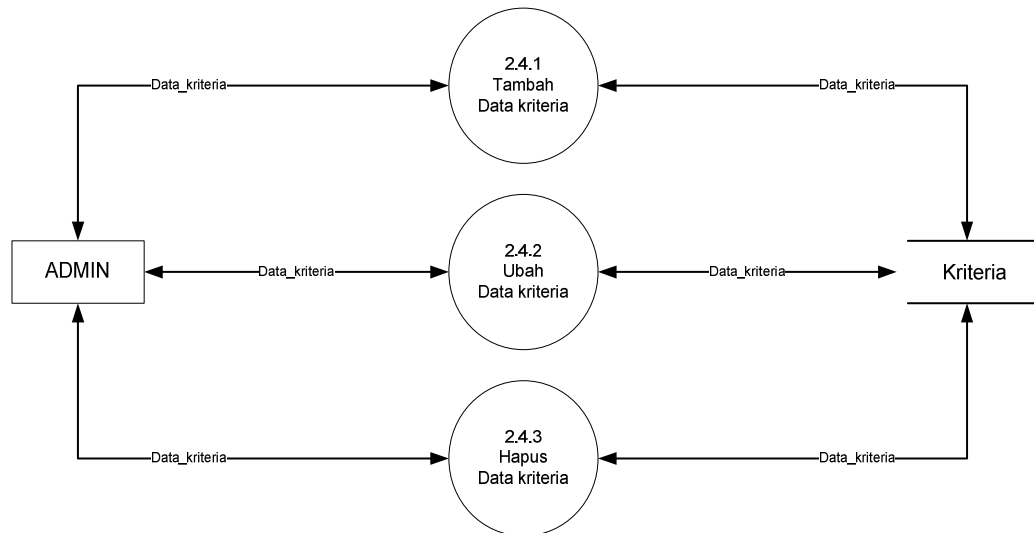 2.4.1
Tambah
Data kriteria
Data_kriteria
Data_kriteria
2.4.2
Ubah
Data kriteria
ADMIN
Data_kriteria
Data_kriteria
Kriteria
2.4.3
Hapus
Data kriteria
Data_kriteria
Data_kriteria